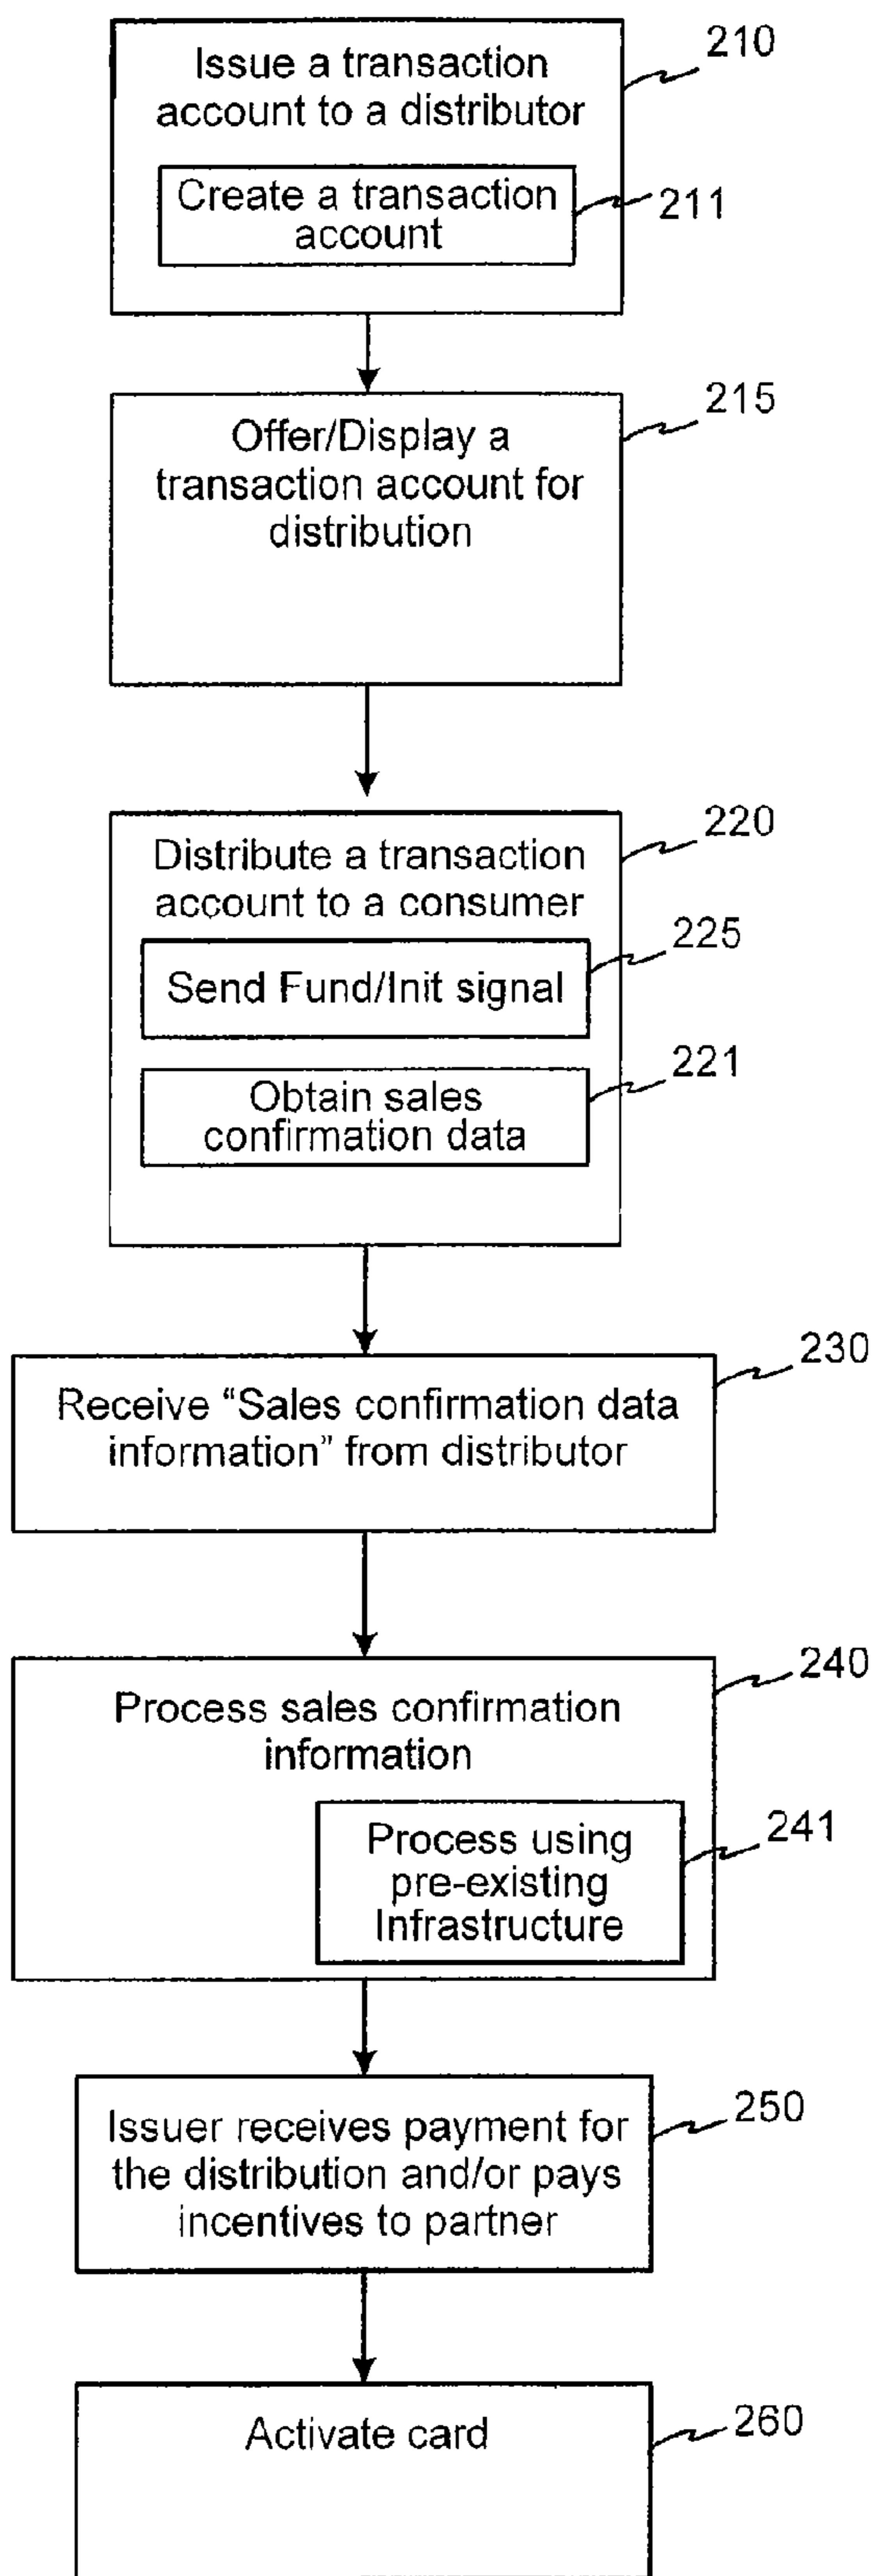 210
Issue a transaction
account to a distributor
Create a transaction
account
211
215
Offer/Display a
transaction account for
distribution
220
Distribute a transaction
account to a consumer
225
Send Fund/Init signal
221
Obtain sales
confirmation data
230
Receive “Sales confirmation data
information” from distributor
240
Process sales confirmation
information
241
Process using
pre-existing
Infrastructure
250
Issuer receives payment for
the distribution and/or pays
incentives to partner
260
Activate card